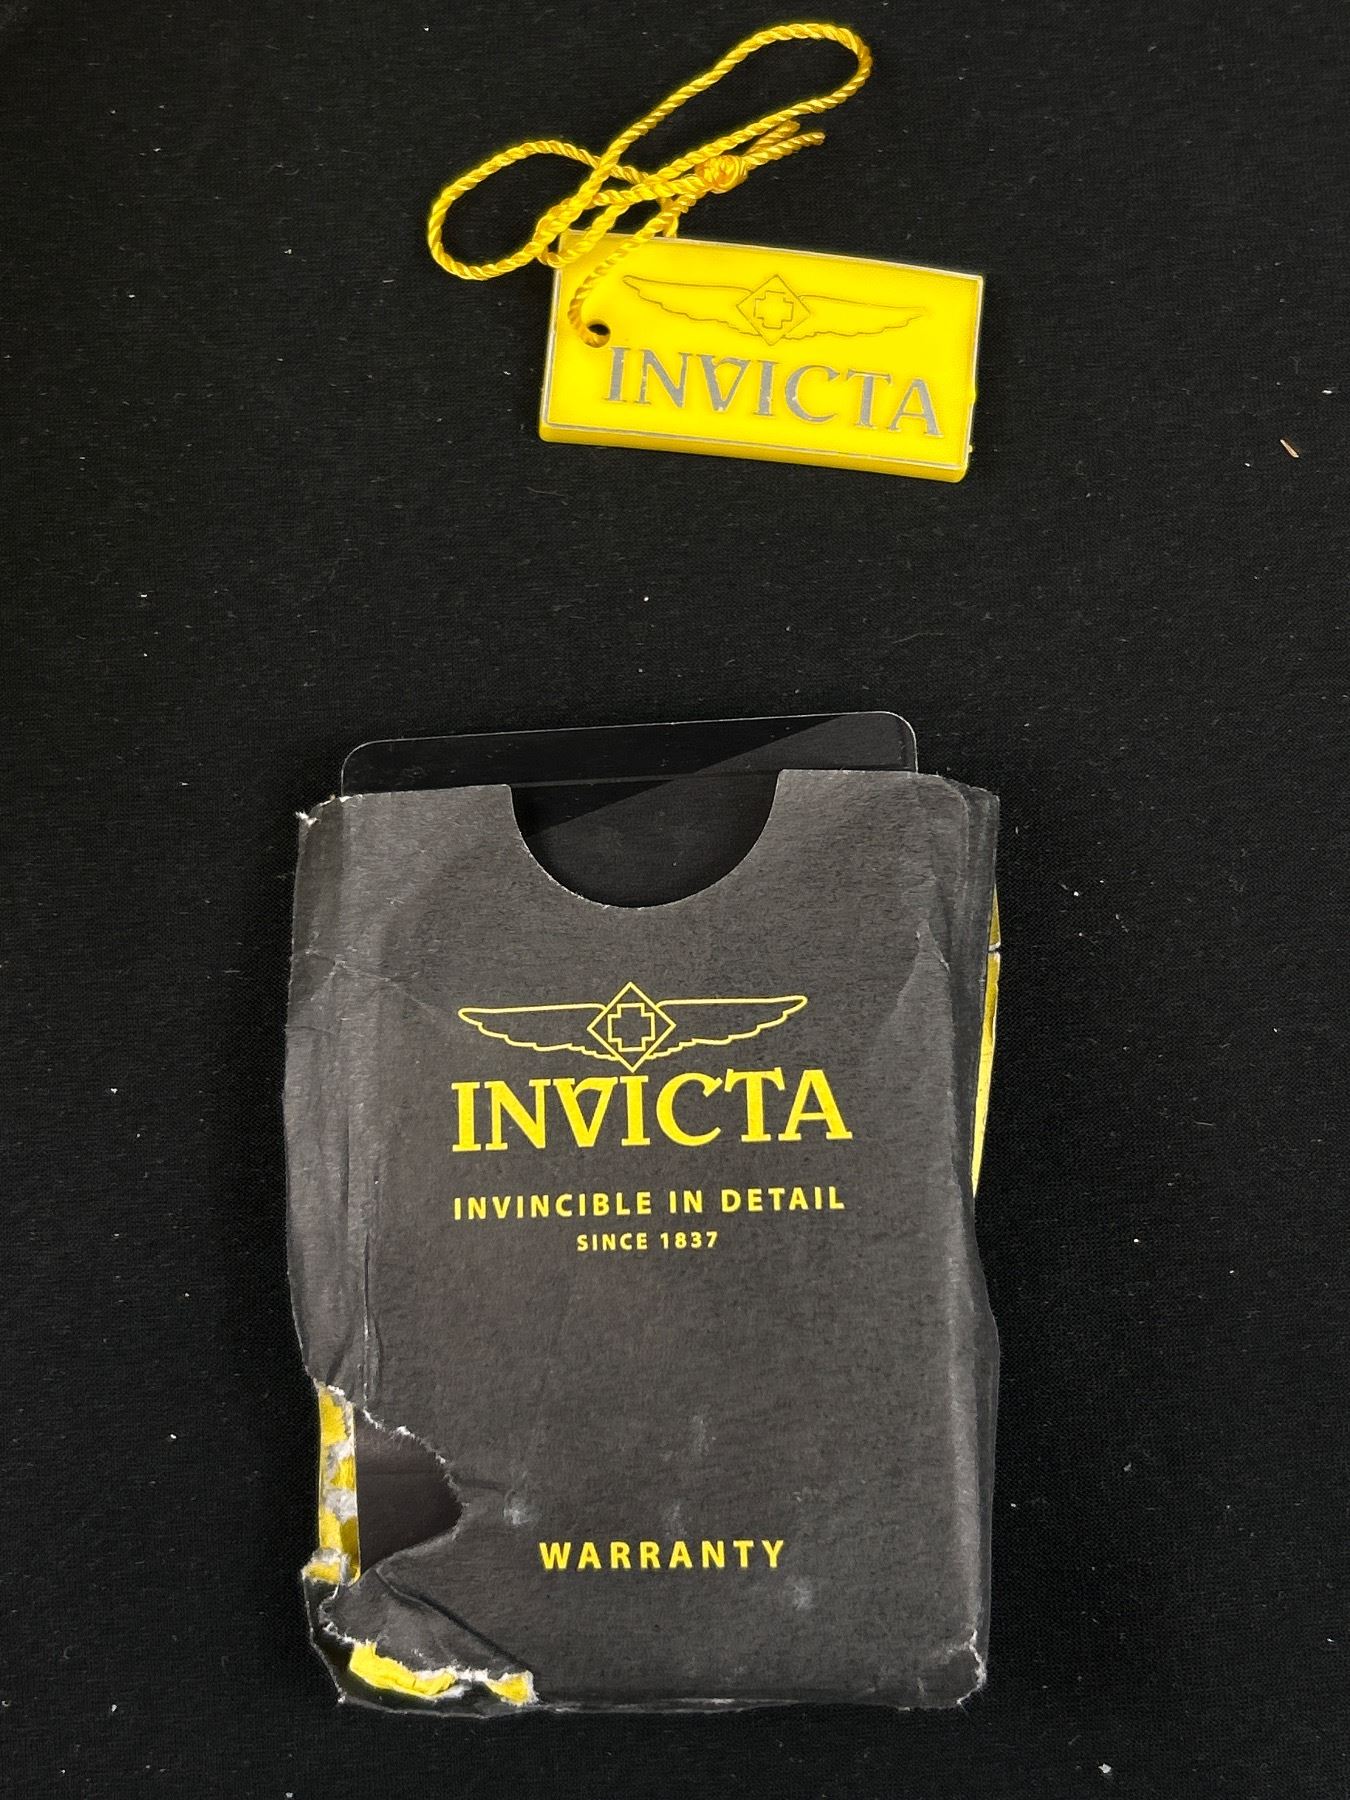 INVICTA
INVICTA
INVINCIBLE IN DETAIL
SINCE 1837
WARRANTY